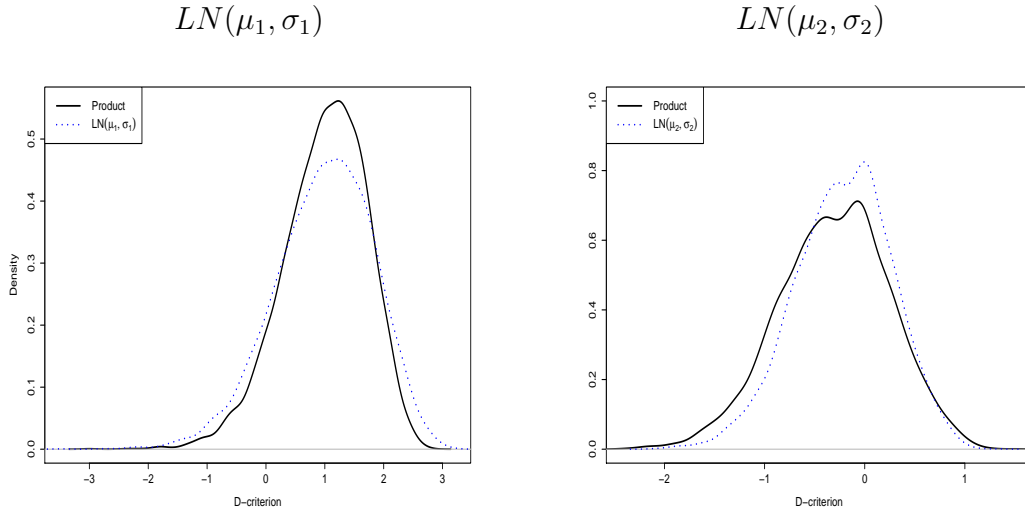 LN(μ₁, σ₁)
LN(μ₂, σ₂)
Product
LN(μ₁, σ₁)
Density
0.0 0.1 0.2 0.3 0.4 0.5
−3 −2 −1 0 1 2 3
D−criterion
Product
LN(μ₂, σ₂)
0.0 0.2 0.4 0.6 0.8 1.0
−2 −1 0 1
D−criterion